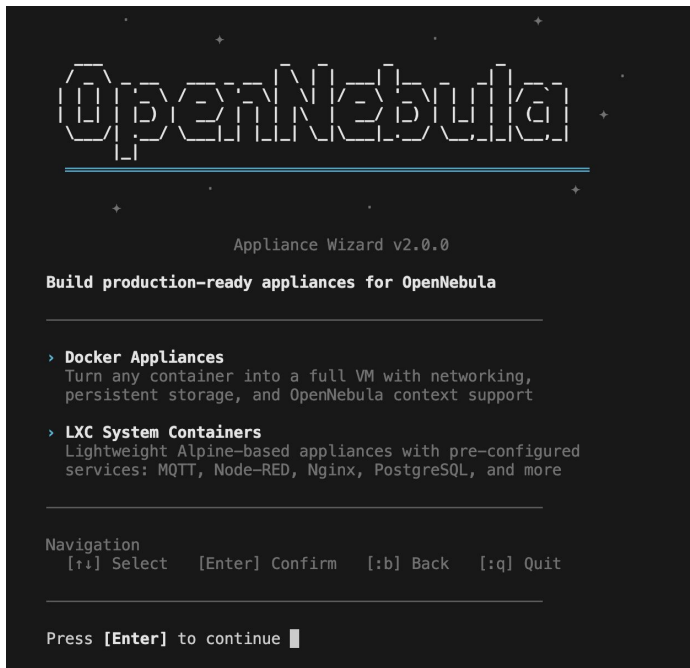 OpenNebula
Appliance Wizard v2.0.0
Build production-ready appliances for OpenNebula
› Docker Appliances
Turn any container into a full VM with networking,
persistent storage, and OpenNebula context support
› LXC System Containers
Lightweight Alpine-based appliances with pre-configured
services: MQTT, Node-RED, Nginx, PostgreSQL, and more
Navigation
[↑↓] Select   [Enter] Confirm   [:b] Back   [:q] Quit
Press [Enter] to continue